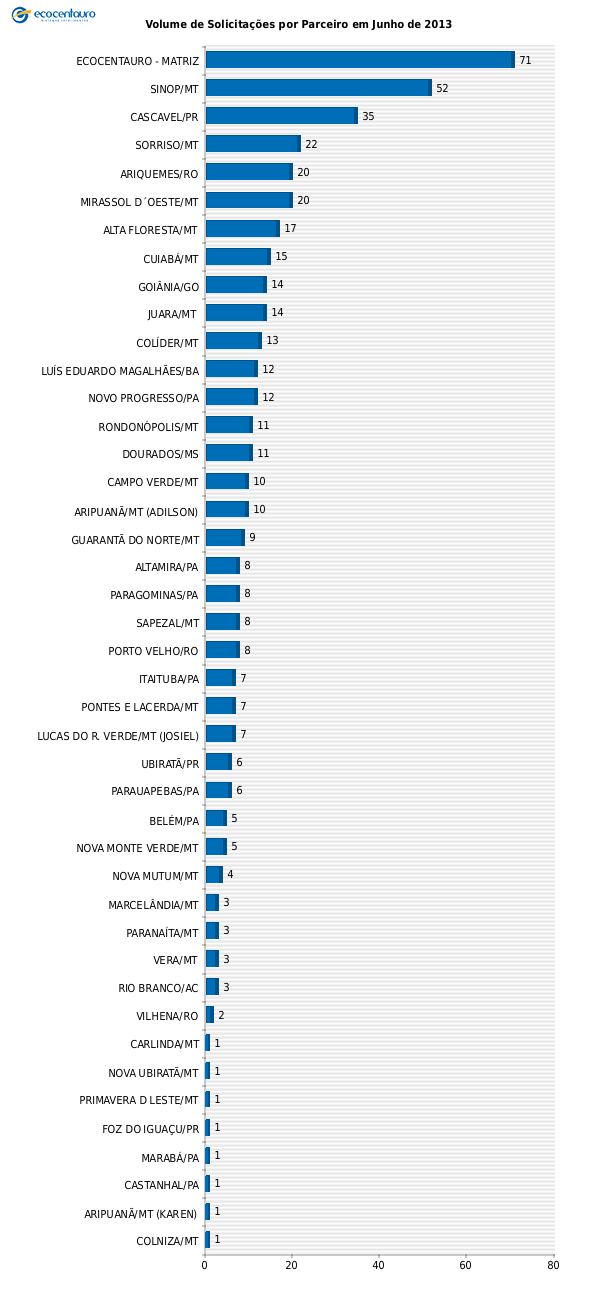 ecocentauro
Volume de Solicitações por Parceiro em Junho de 2013
ECOCENTAURO - MATRIZ 71
SINOP/MT 52
CASCAVEL/PR 35
SORRISO/MT 22
ARIQUEMES/RO 20
MIRASSOL D´OESTE/MT 20
ALTA FLORESTA/MT 17
CUIABÁ/MT 15
GOIÂNIA/GO 14
JUARA/MT 14
COLÍDER/MT 13
LUÍS EDUARDO MAGALHÃES/BA 12
NOVO PROGRESSO/PA 12
RONDONÓPOLIS/MT 11
DOURADOS/MS 11
CAMPO VERDE/MT 10
ARIPUANÃ/MT (ADILSON) 10
GUARANTÃ DO NORTE/MT 9
ALTAMIRA/PA 8
PARAGOMINAS/PA 8
SAPEZAL/MT 8
PORTO VELHO/RO 8
ITAITUBA/PA 7
PONTES E LACERDA/MT 7
LUCAS DO R. VERDE/MT (JOSIEL) 7
UBIRATÃ/PR 6
PARAUAPEBAS/PA 6
BELÉM/PA 5
NOVA MONTE VERDE/MT 5
NOVA MUTUM/MT 4
MARCELÂNDIA/MT 3
PARANAÍTA/MT 3
VERA/MT 3
RIO BRANCO/AC 3
VILHENA/RO 2
CARLINDA/MT 1
NOVA UBIRATÃ/MT 1
PRIMAVERA D LESTE/MT 1
FOZ DO IGUAÇU/PR 1
MARABÁ/PA 1
CASTANHAL/PA 1
ARIPUANÃ/MT (KAREN) 1
COLNIZA/MT 1
0 20 40 60 80